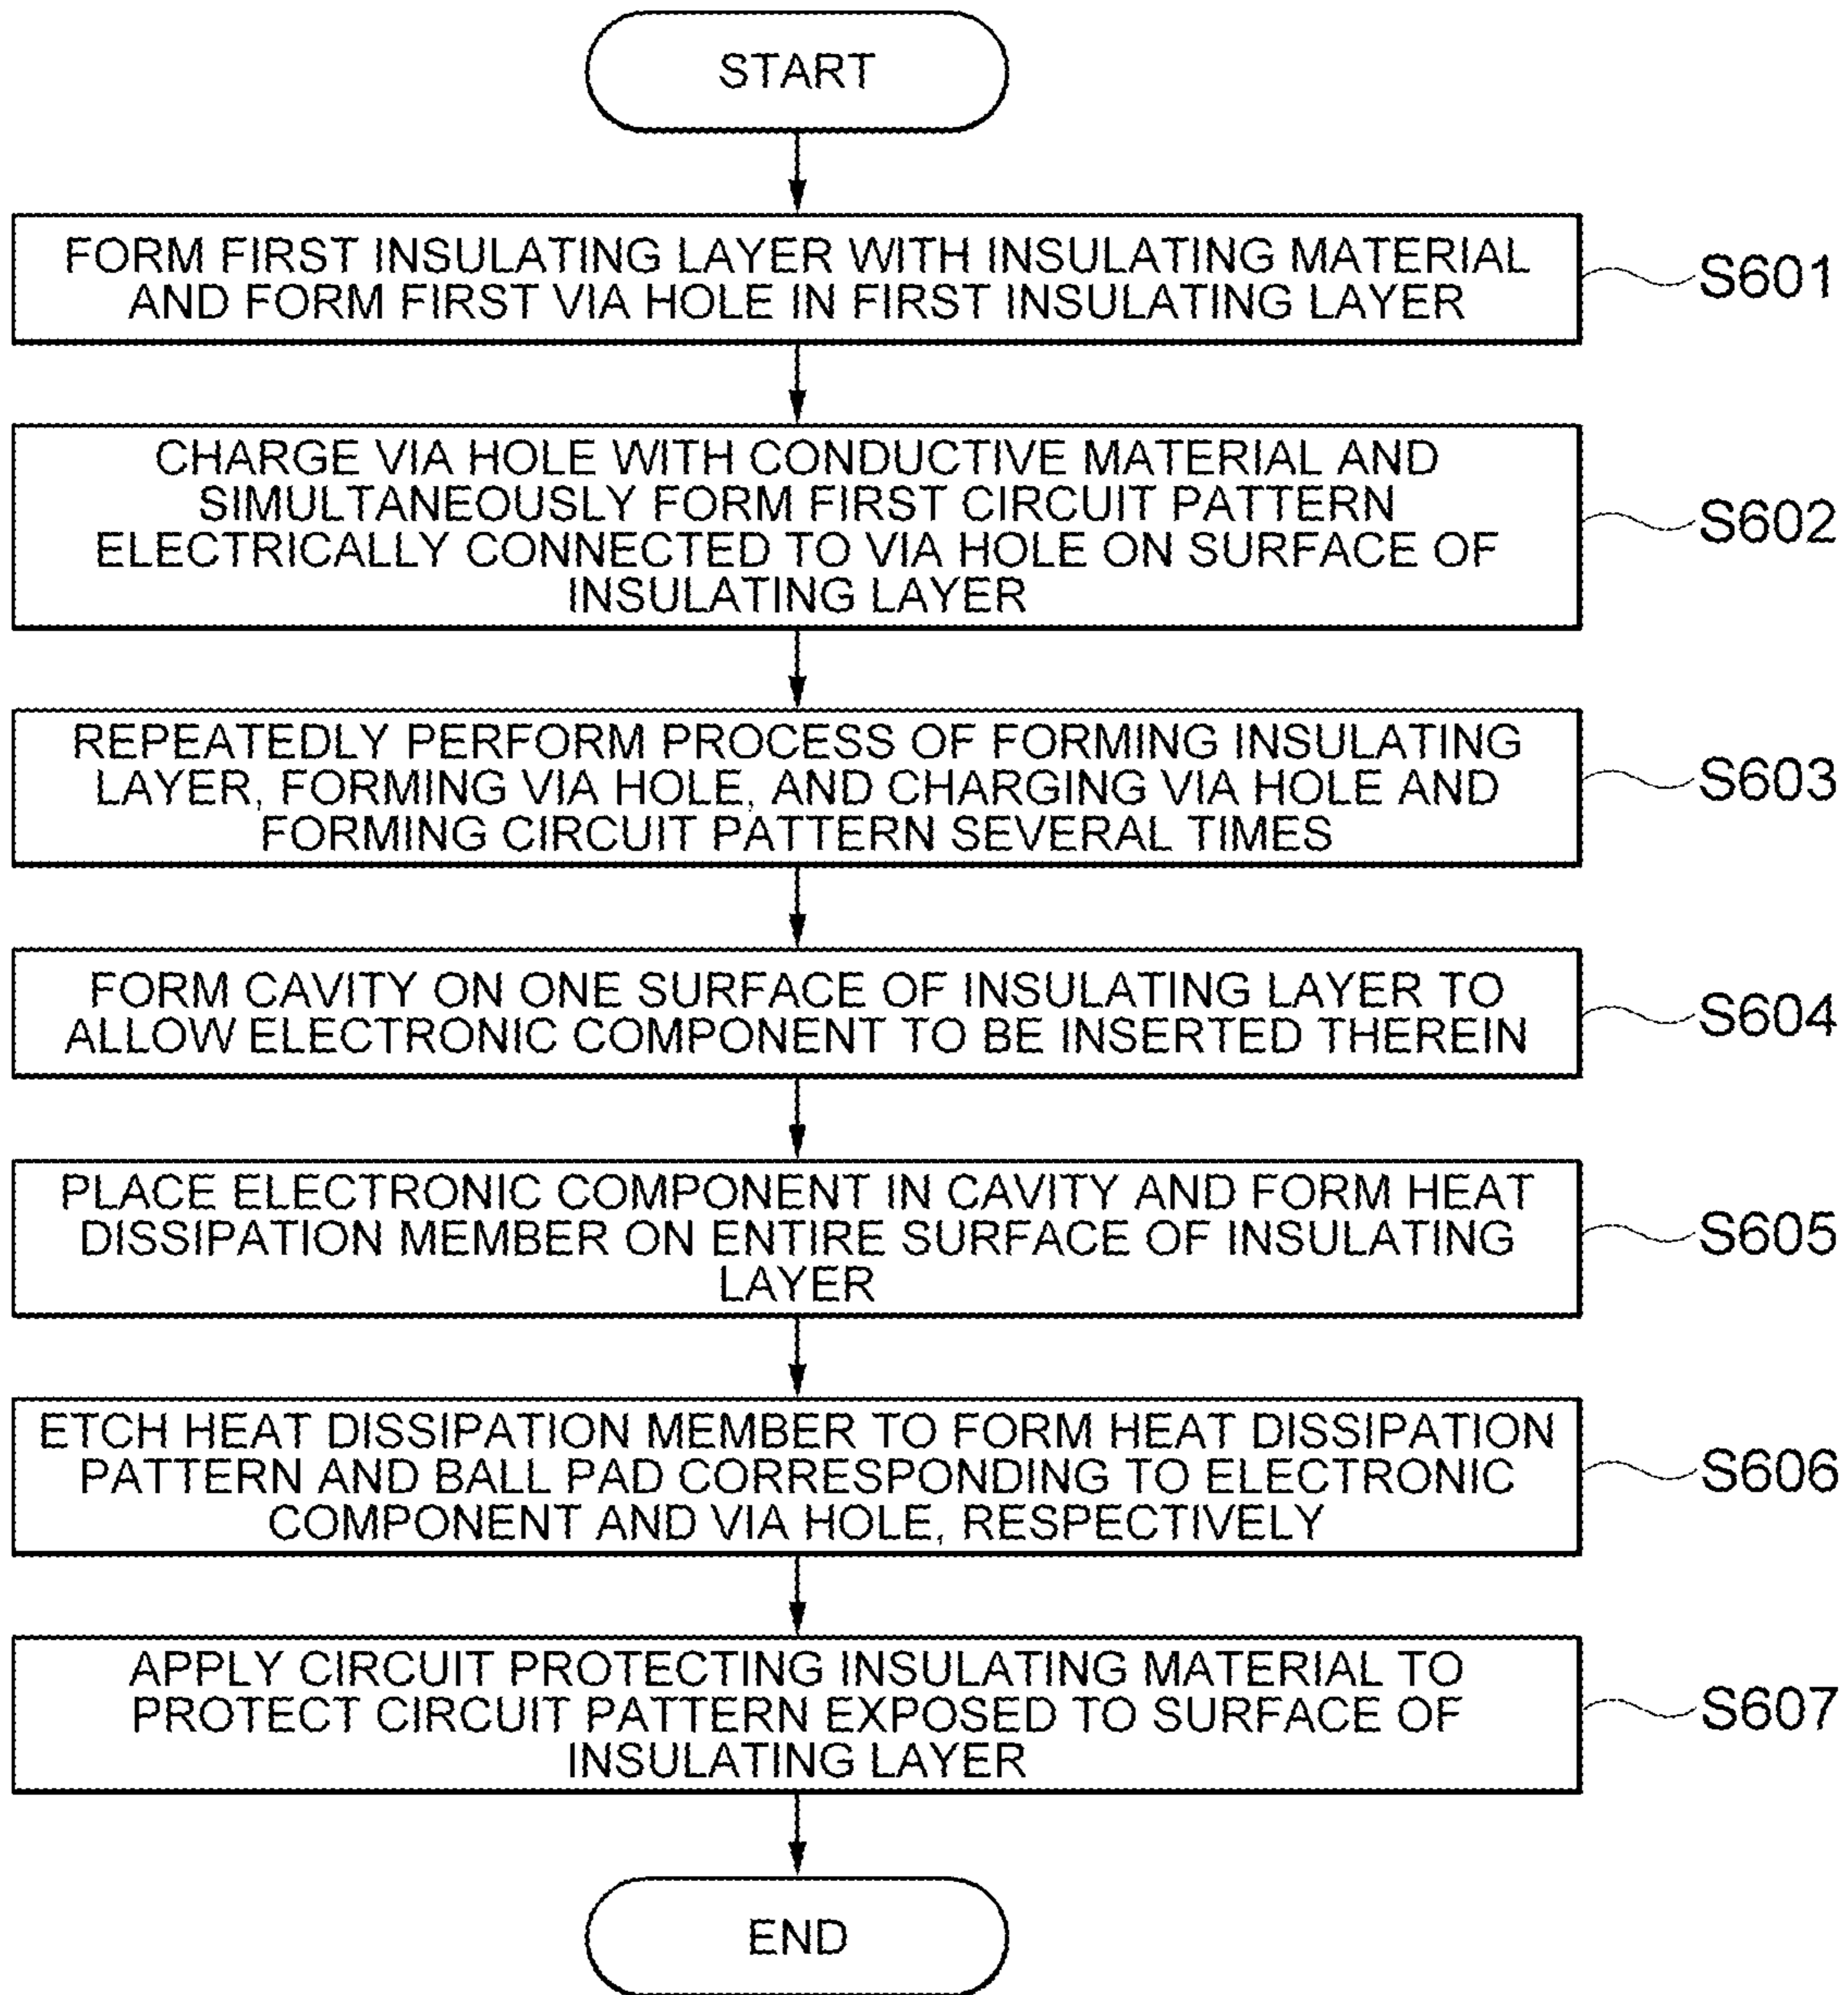 START
FORM FIRST INSULATING LAYER WITH INSULATING MATERIAL
AND FORM FIRST VIA HOLE IN FIRST INSULATING LAYER
S601
CHARGE VIA HOLE WITH CONDUCTIVE MATERIAL AND
SIMULTANEOUSLY FORM FIRST CIRCUIT PATTERN
ELECTRICALLY CONNECTED TO VIA HOLE ON SURFACE OF
INSULATING LAYER
S602
REPEATEDLY PERFORM PROCESS OF FORMING INSULATING
LAYER, FORMING VIA HOLE, AND CHARGING VIA HOLE AND
FORMING CIRCUIT PATTERN SEVERAL TIMES
S603
FORM CAVITY ON ONE SURFACE OF INSULATING LAYER TO
ALLOW ELECTRONIC COMPONENT TO BE INSERTED THEREIN
S604
PLACE ELECTRONIC COMPONENT IN CAVITY AND FORM HEAT
DISSIPATION MEMBER ON ENTIRE SURFACE OF INSULATING
LAYER
S605
ETCH HEAT DISSIPATION MEMBER TO FORM HEAT DISSIPATION
PATTERN AND BALL PAD CORRESPONDING TO ELECTRONIC
COMPONENT AND VIA HOLE, RESPECTIVELY
S606
APPLY CIRCUIT PROTECTING INSULATING MATERIAL TO
PROTECT CIRCUIT PATTERN EXPOSED TO SURFACE OF
INSULATING LAYER
S607
END